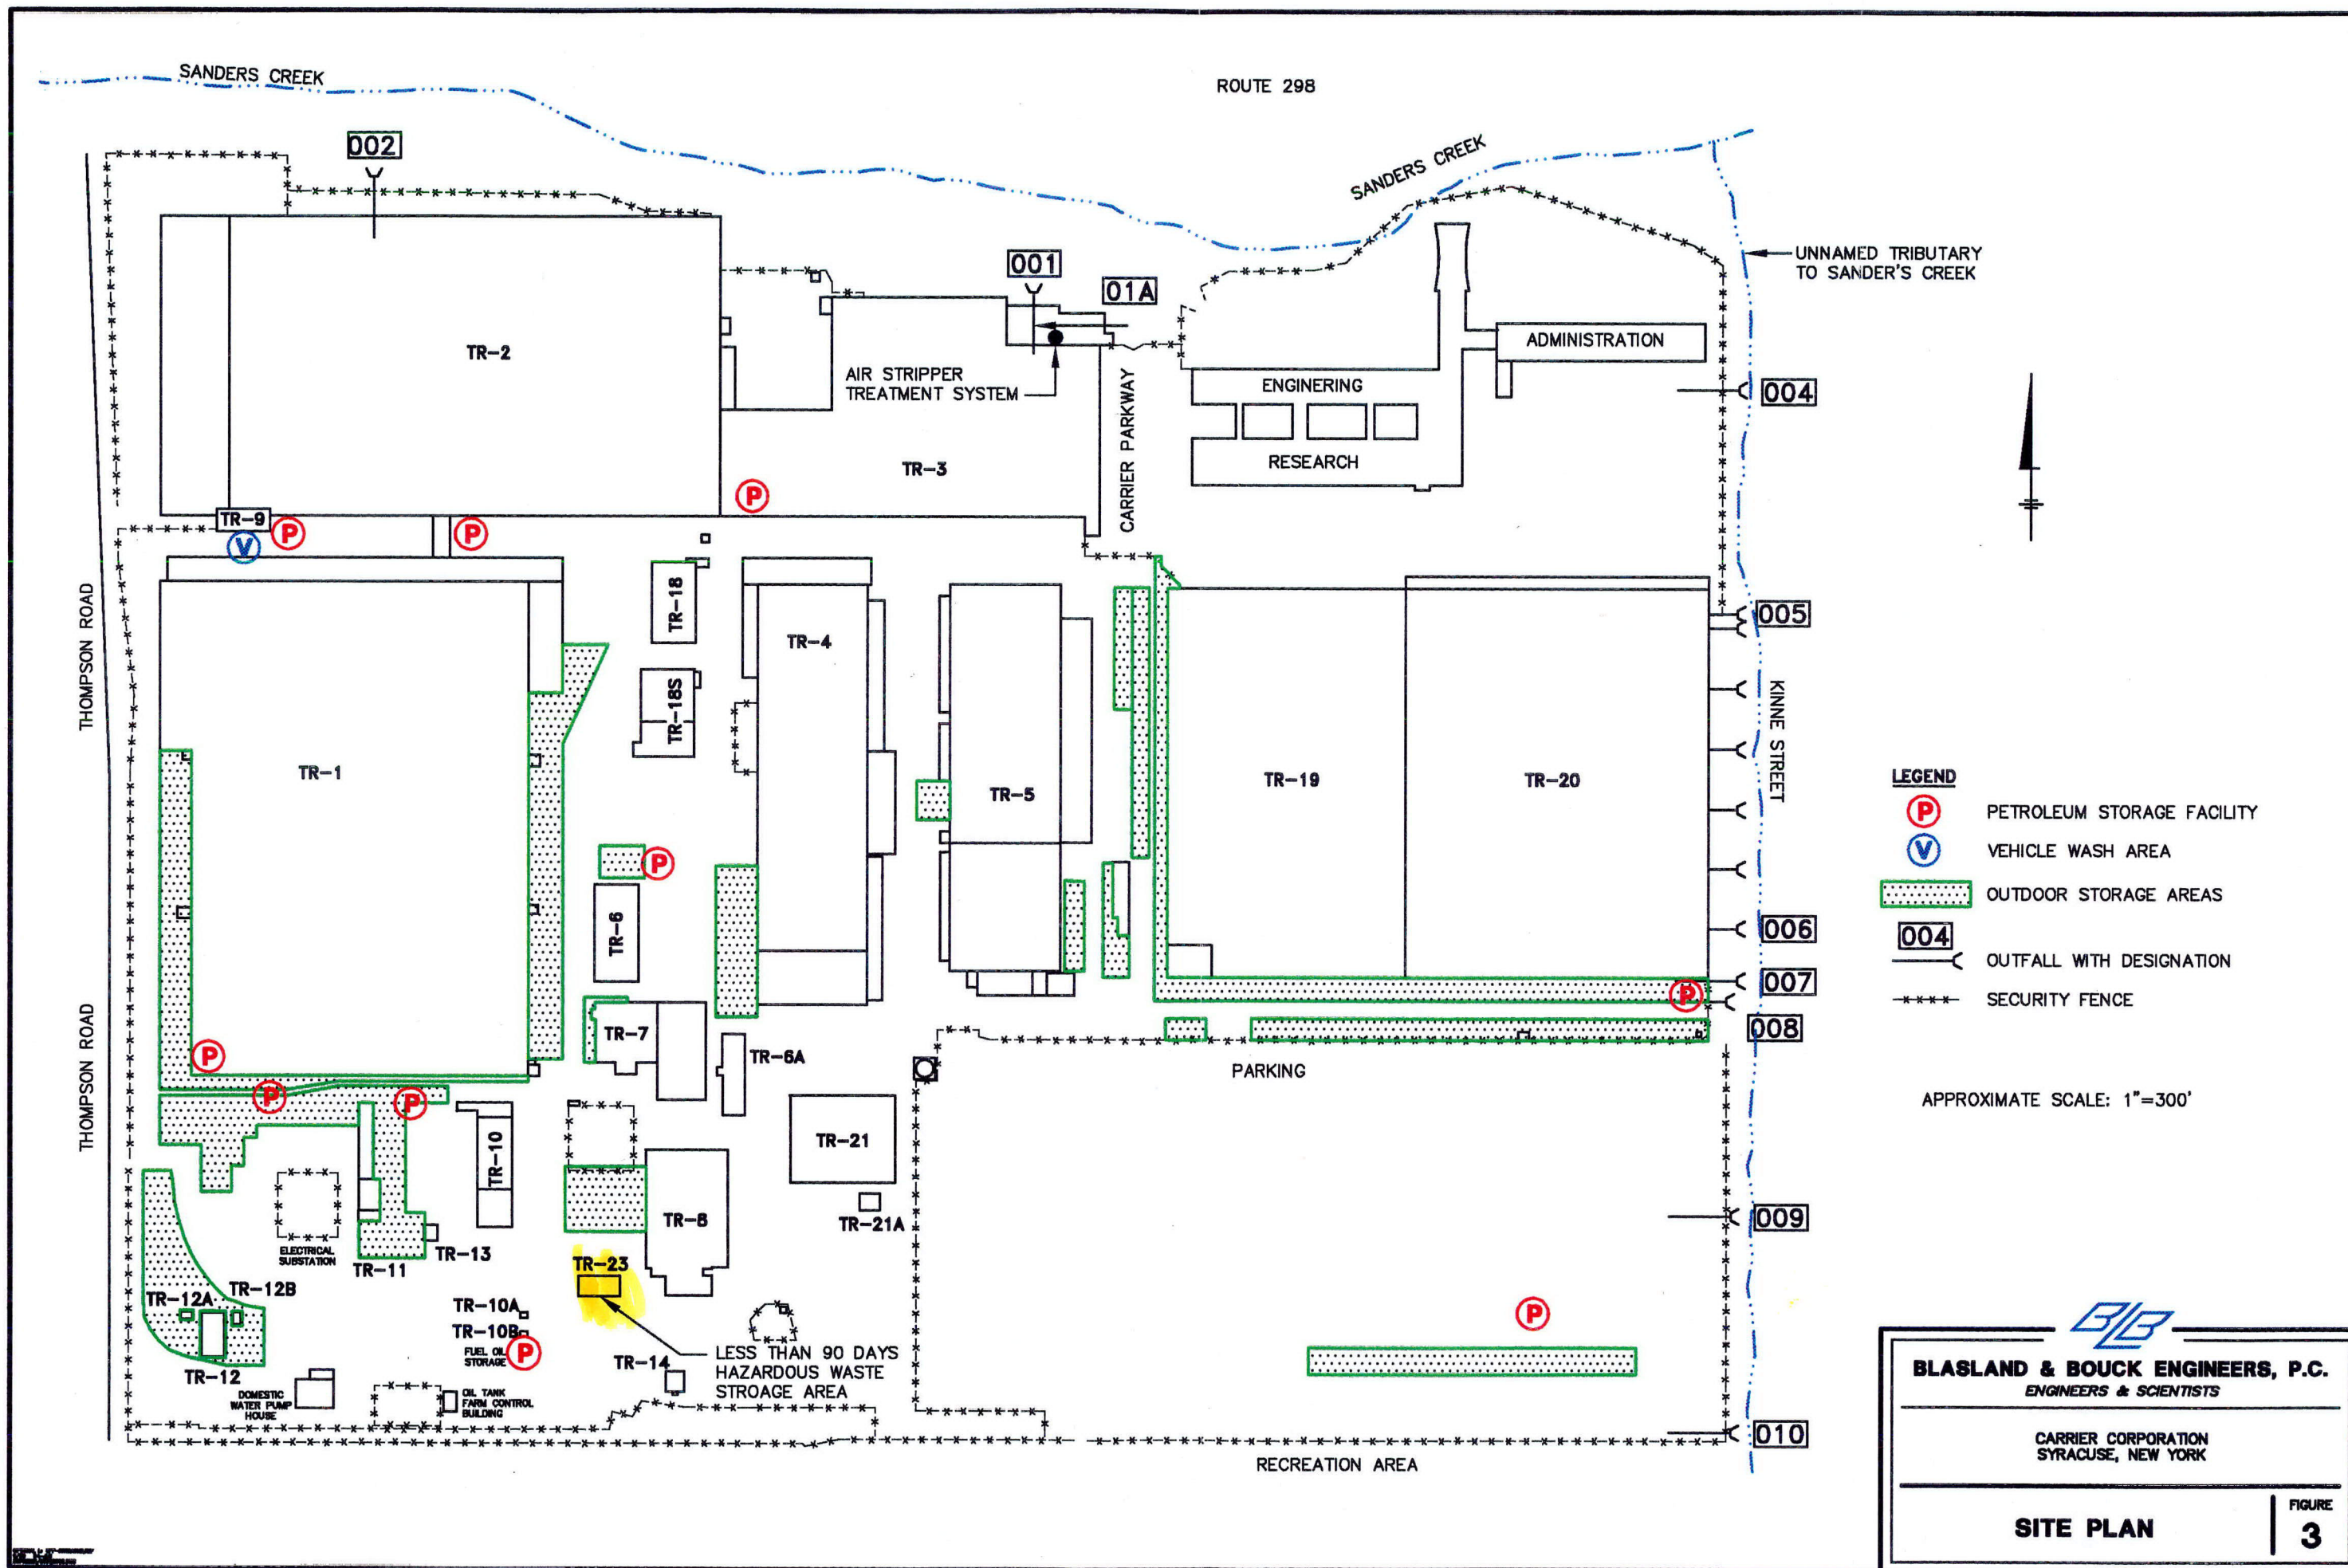 SANDERS CREEK
ROUTE 298
002
SANDERS CREEK
001
01A
UNNAMED TRIBUTARY
TO SANDER'S CREEK
TR-2
ADMINISTRATION
AIR STRIPPER
TREATMENT SYSTEM
ENGINERING
004
CARRIER PARKWAY
RESEARCH
TR-3
P
TR-9
P
P
V
THOMPSON ROAD
TR-18
TR-4
005
TR-18S
KINNE STREET
TR-1
TR-5
TR-19
TR-20
LEGEND
P
PETROLEUM STORAGE FACILITY
V
VEHICLE WASH AREA
OUTDOOR STORAGE AREAS
004
OUTFALL WITH DESIGNATION
SECURITY FENCE
P
TR-6
006
007
P
008
THOMPSON ROAD
TR-7
TR-6A
P
P
P
PARKING
APPROXIMATE SCALE: 1"=300'
TR-10
TR-21
TR-8
TR-21A
009
ELECTRICAL
SUBSTATION
TR-13
TR-11
TR-23
TR-12A
TR-12B
TR-10A
TR-10B
FUEL OIL
STORAGE
P
P
TR-12
TR-14
LESS THAN 90 DAYS
HAZARDOUS WASTE
STROAGE AREA
DOMESTIC
WATER PUMP
HOUSE
OIL TANK
FARM CONTROL
BUILDING
010
RECREATION AREA
BLB
BLASLAND & BOUCK ENGINEERS, P.C.
ENGINEERS & SCIENTISTS
CARRIER CORPORATION
SYRACUSE, NEW YORK
SITE PLAN
FIGURE
3